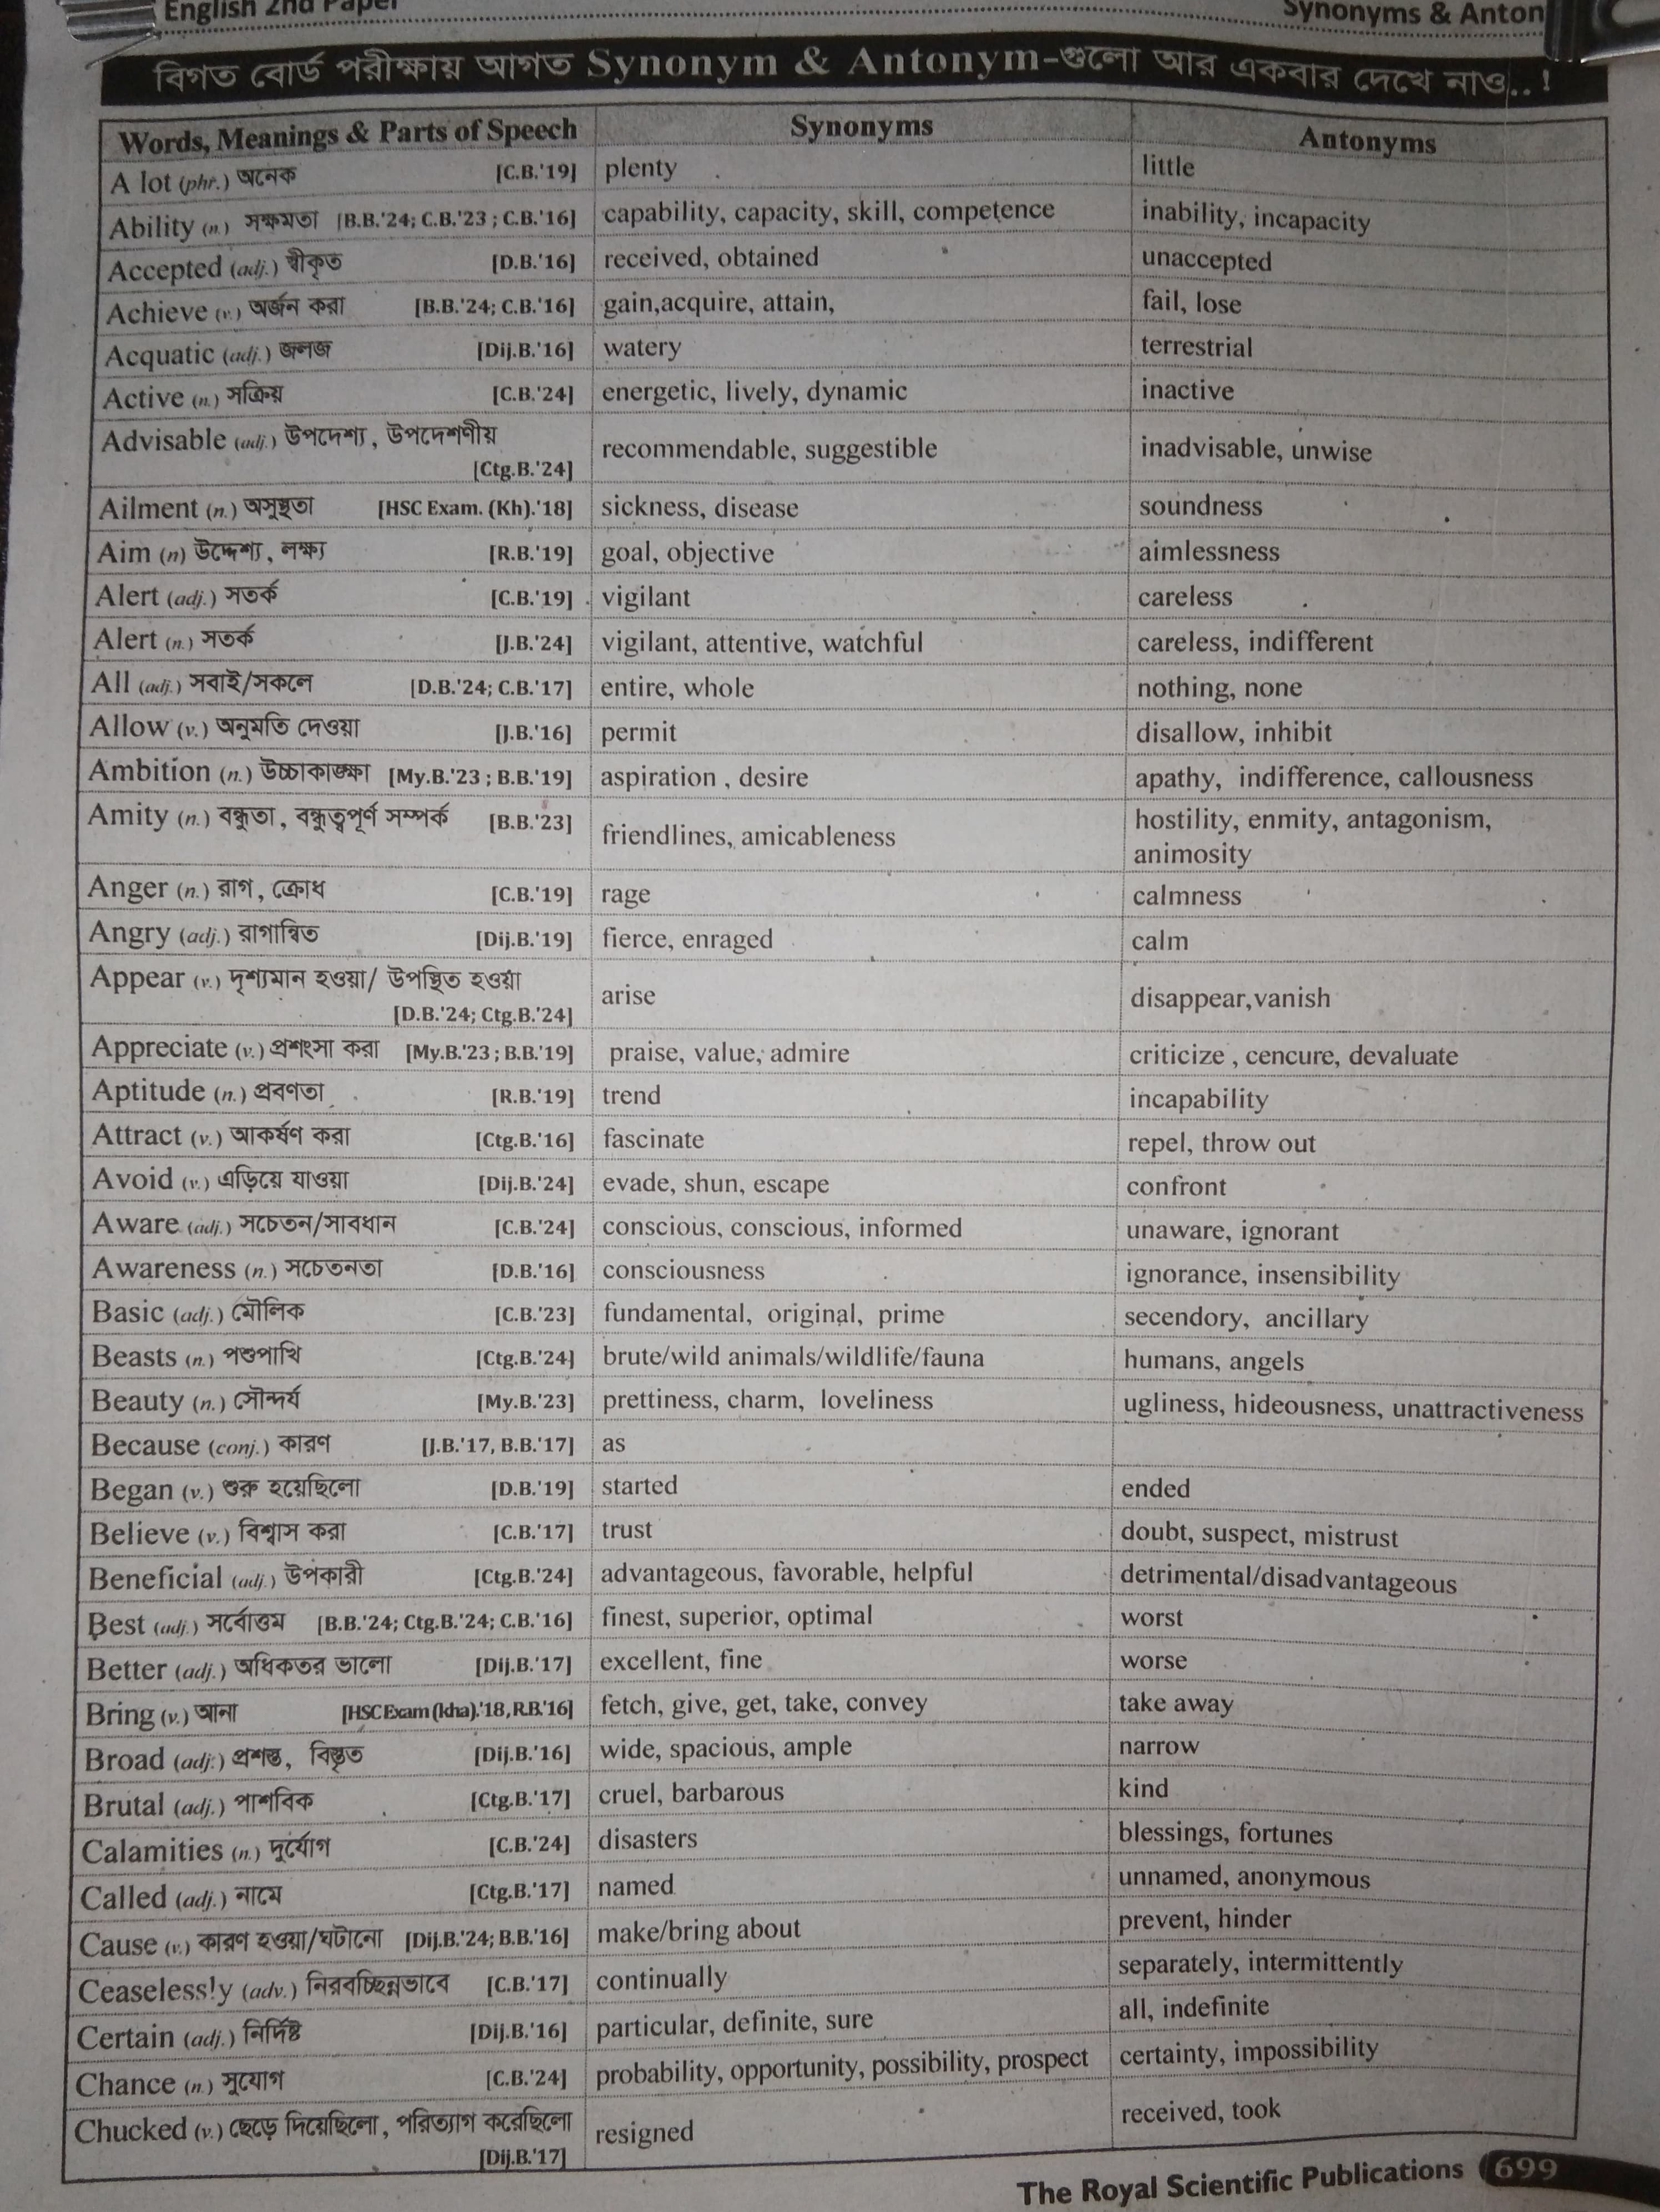 English 2nd Paper
Synonyms & Anton
বিগত বোর্ড পরীক্ষায় আগত Synonym & Antonym-গুলো আর একবার দেখে নাও..!
Words, Meanings & Parts of Speech Synonyms Antonyms
A lot (phr.) অনেক [C.B.'19] plenty little
Ability (n.) সক্ষমতা [B.B.'24; C.B.'23 ; C.B.'16] capability, capacity, skill, competence inability, incapacity
Accepted (adj.) স্বীকৃত [D.B.'16] received, obtained unaccepted
Achieve (v.) অর্জন করা [B.B.'24; C.B.'16] gain,acquire, attain, fail, lose
Acquatic (adj.) জলজ [Dij.B.'16] watery terrestrial
Active (n.) সক্রিয় [C.B.'24] energetic, lively, dynamic inactive
Advisable (adj.) উপদেশ্য, উপদেশণীয়
[Ctg.B.'24] recommendable, suggestible inadvisable, unwise
Ailment (n.) অসুস্থতা [HSC Exam. (Kh).'18] sickness, disease soundness
Aim (n) উদ্দেশ্য, লক্ষ্য [R.B.'19] goal, objective aimlessness
Alert (adj.) সতর্ক [C.B.'19] vigilant careless
Alert (n.) সতর্ক [J.B.'24] vigilant, attentive, watchful careless, indifferent
All (adj.) সবাই/সকলে [D.B.'24; C.B.'17] entire, whole nothing, none
Allow (v.) অনুমতি দেওয়া [J.B.'16] permit disallow, inhibit
Ambition (n.) উচ্চাকাঙ্ক্ষা [My.B.'23 ; B.B.'19] aspiration , desire apathy, indifference, callousness
Amity (n.) বন্ধুতা, বন্ধুত্বপূর্ণ সম্পর্ক [B.B.'23] friendlines, amicableness hostility, enmity, antagonism,
animosity
Anger (n.) রাগ, ক্রোধ [C.B.'19] rage calmness
Angry (adj.) রাগান্বিত [Dij.B.'19] fierce, enraged calm
Appear (v.) দৃশ্যমান হওয়া/ উপস্থিত হওয়া
[D.B.'24; Ctg.B.'24] arise disappear,vanish
Appreciate (v.) প্রশংসা করা [My.B.'23 ; B.B.'19] praise, value, admire criticize , cencure, devaluate
Aptitude (n.) প্রবণতা [R.B.'19] trend incapability
Attract (v.) আকর্ষণ করা [Ctg.B.'16] fascinate repel, throw out
Avoid (v.) এড়িয়ে যাওয়া [Dij.B.'24] evade, shun, escape confront
Aware (adj.) সচেতন/সাবধান [C.B.'24] conscious, conscious, informed unaware, ignorant
Awareness (n.) সচেতনতা [D.B.'16] consciousness ignorance, insensibility
Basic (adj.) মৌলিক [C.B.'23] fundamental, original, prime secendory, ancillary
Beasts (n.) পশুপাখি [Ctg.B.'24] brute/wild animals/wildlife/fauna humans, angels
Beauty (n.) সৌন্দর্য [My.B.'23] prettiness, charm, loveliness ugliness, hideousness, unattractiveness
Because (conj.) কারণ [J.B.'17, B.B.'17] as
Began (v.) শুরু হয়েছিলো [D.B.'19] started ended
Believe (v.) বিশ্বাস করা [C.B.'17] trust doubt, suspect, mistrust
Beneficial (adj.) উপকারী [Ctg.B.'24] advantageous, favorable, helpful detrimental/disadvantageous
Best (adj.) সর্বোত্তম [B.B.'24; Ctg.B.'24; C.B.'16] finest, superior, optimal worst
Better (adj.) অধিকতর ভালো [Dij.B.'17] excellent, fine worse
Bring (v.) আনা [HSC Exam (kha).'18, R.B.'16] fetch, give, get, take, convey take away
Broad (adj:) প্রশস্ত, বিস্তৃত [Dij.B.'16] wide, spacious, ample narrow
Brutal (adj.) পাশবিক [Ctg.B.'17] cruel, barbarous kind
Calamities (n.) দুর্যোগ [C.B.'24] disasters blessings, fortunes
Called (adj.) নামে [Ctg.B.'17] named unnamed, anonymous
Cause (v.) কারণ হওয়া/ঘটানো [Dij.B.'24; B.B.'16] make/bring about prevent, hinder
Ceaseless!y (adv.) নিরবচ্ছিন্নভাবে [C.B.'17] continually separately, intermittently
Certain (adj.) নির্দিষ্ট [Dij.B.'16] particular, definite, sure all, indefinite
Chance (n.) সুযোগ [C.B.'24] probability, opportunity, possibility, prospect certainty, impossibility
Chucked (v.) ছেড়ে দিয়েছিলো, পরিত্যাগ করেছিলো
[Dij.B.'17] resigned received, took
The Royal Scientific Publications 699